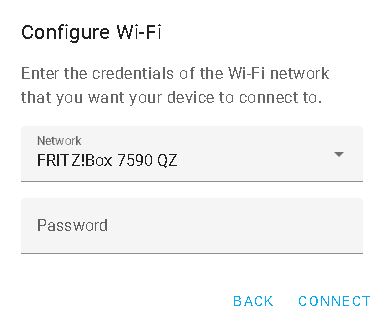 Configure Wi-Fi
Enter the credentials of the Wi-Fi network
that you want your device to connect to.
Network
FRITZ!Box 7590 QZ
Password
BACK CONNECT